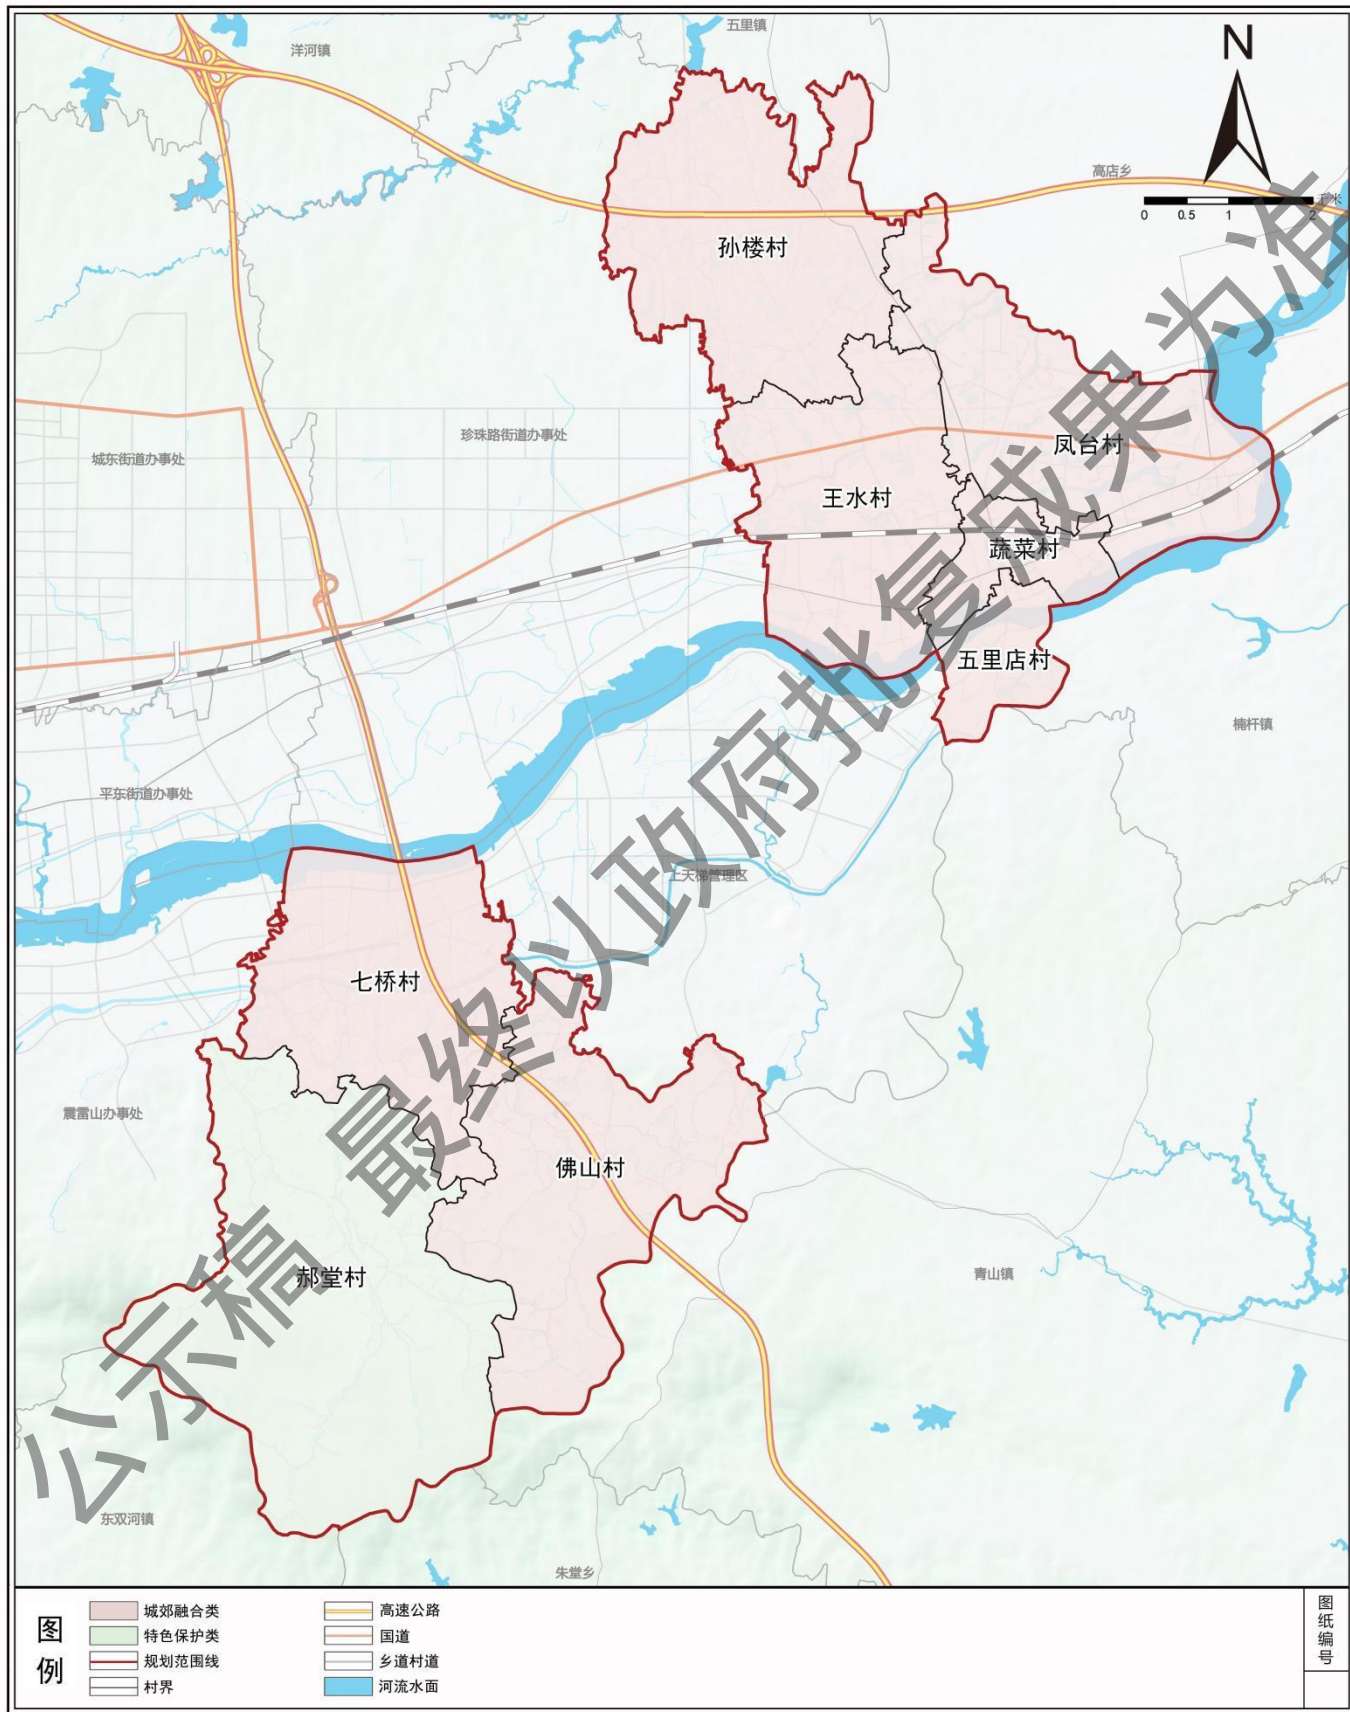 五里镇
洋河镇
N
高店乡
千米
0 0.5 1 2
孙楼村
珍珠路街道办事处
城东街道办事处
凤台村
王水村
蔬菜村
五里店村
楠杆镇
平东街道办事处
上天梯管理区
七桥村
震雷山办事处
佛山村
郝堂村
青山镇
东双河镇
朱堂乡
公示稿 最终以政府批复成果为准
图例
城郊融合类
特色保护类
规划范围线
村界
高速公路
国道
乡道村道
河流水面
图纸编号